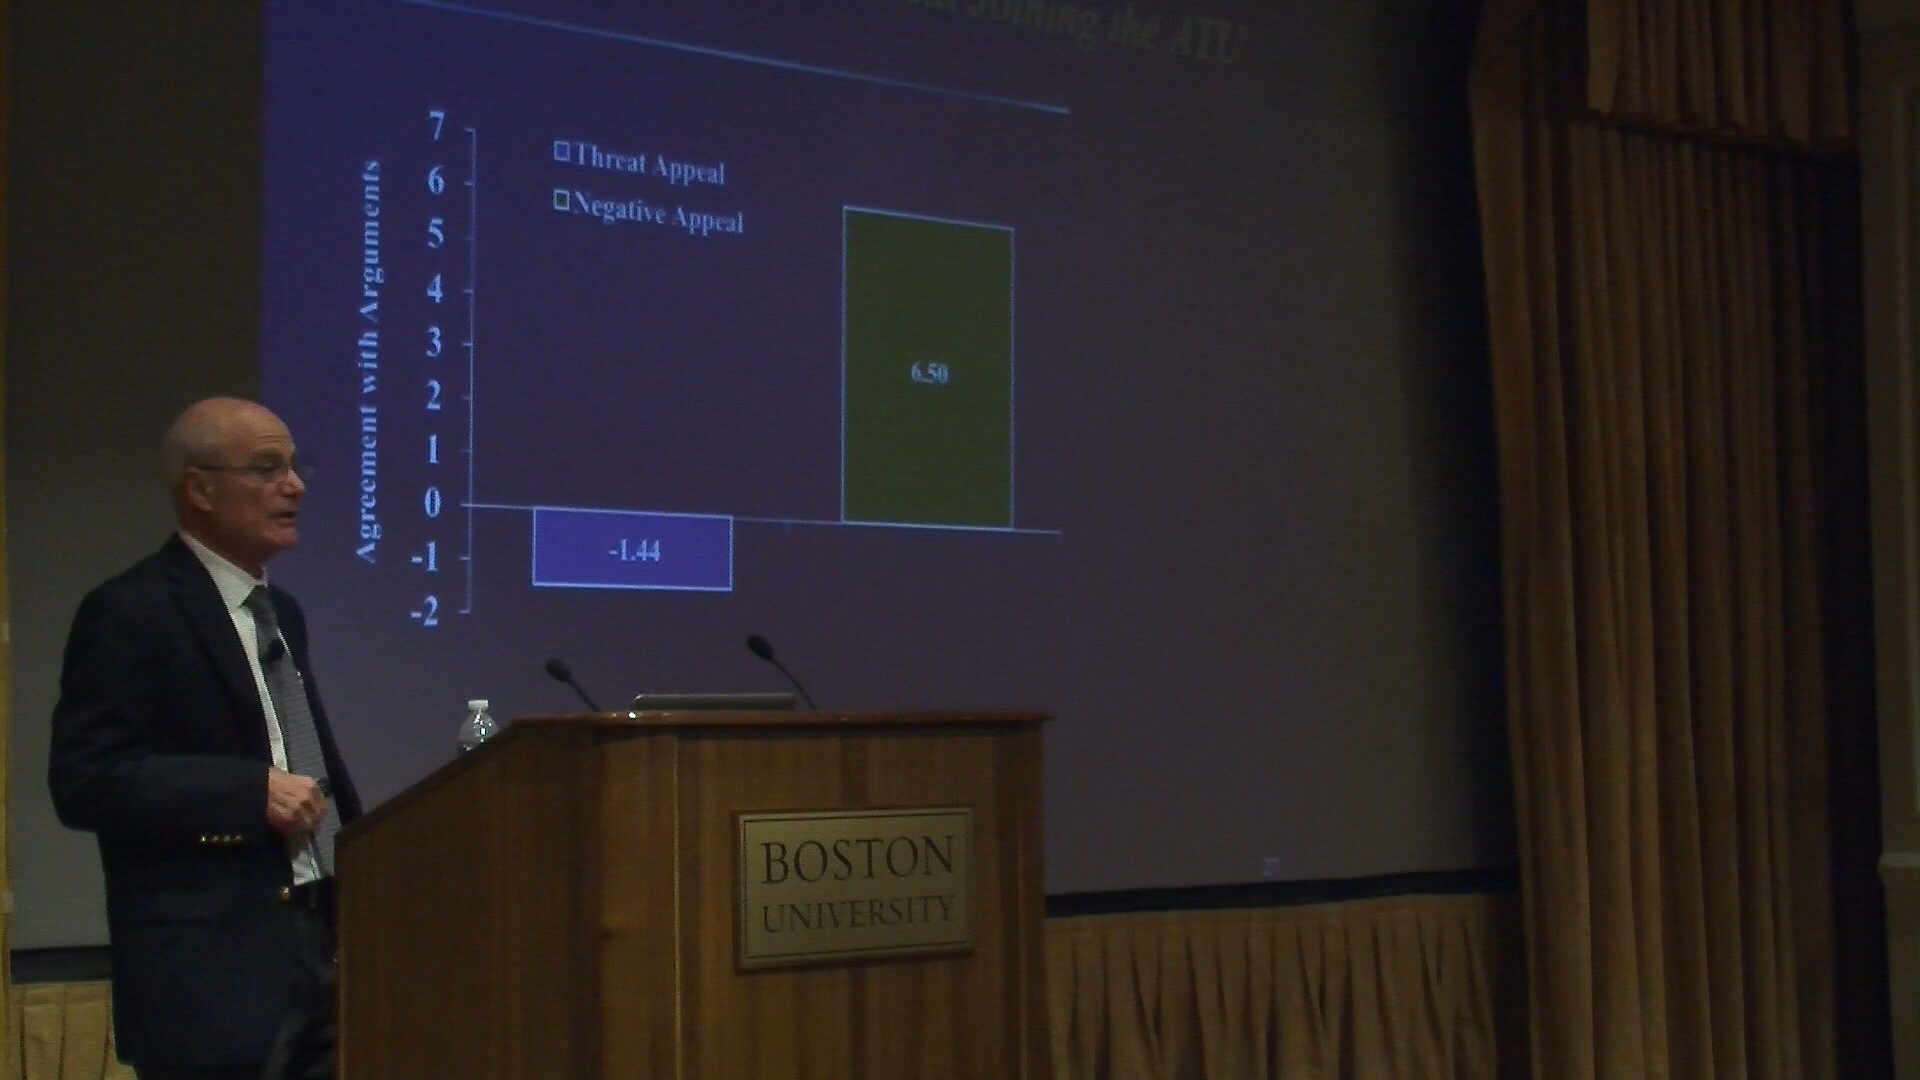 Joining the ATU
7
6
5
4
3
2
1
0
-1
-2
Agreement with Arguments
Threat Appeal
Negative Appeal
6.50
-1.44
BOSTON
UNIVERSITY